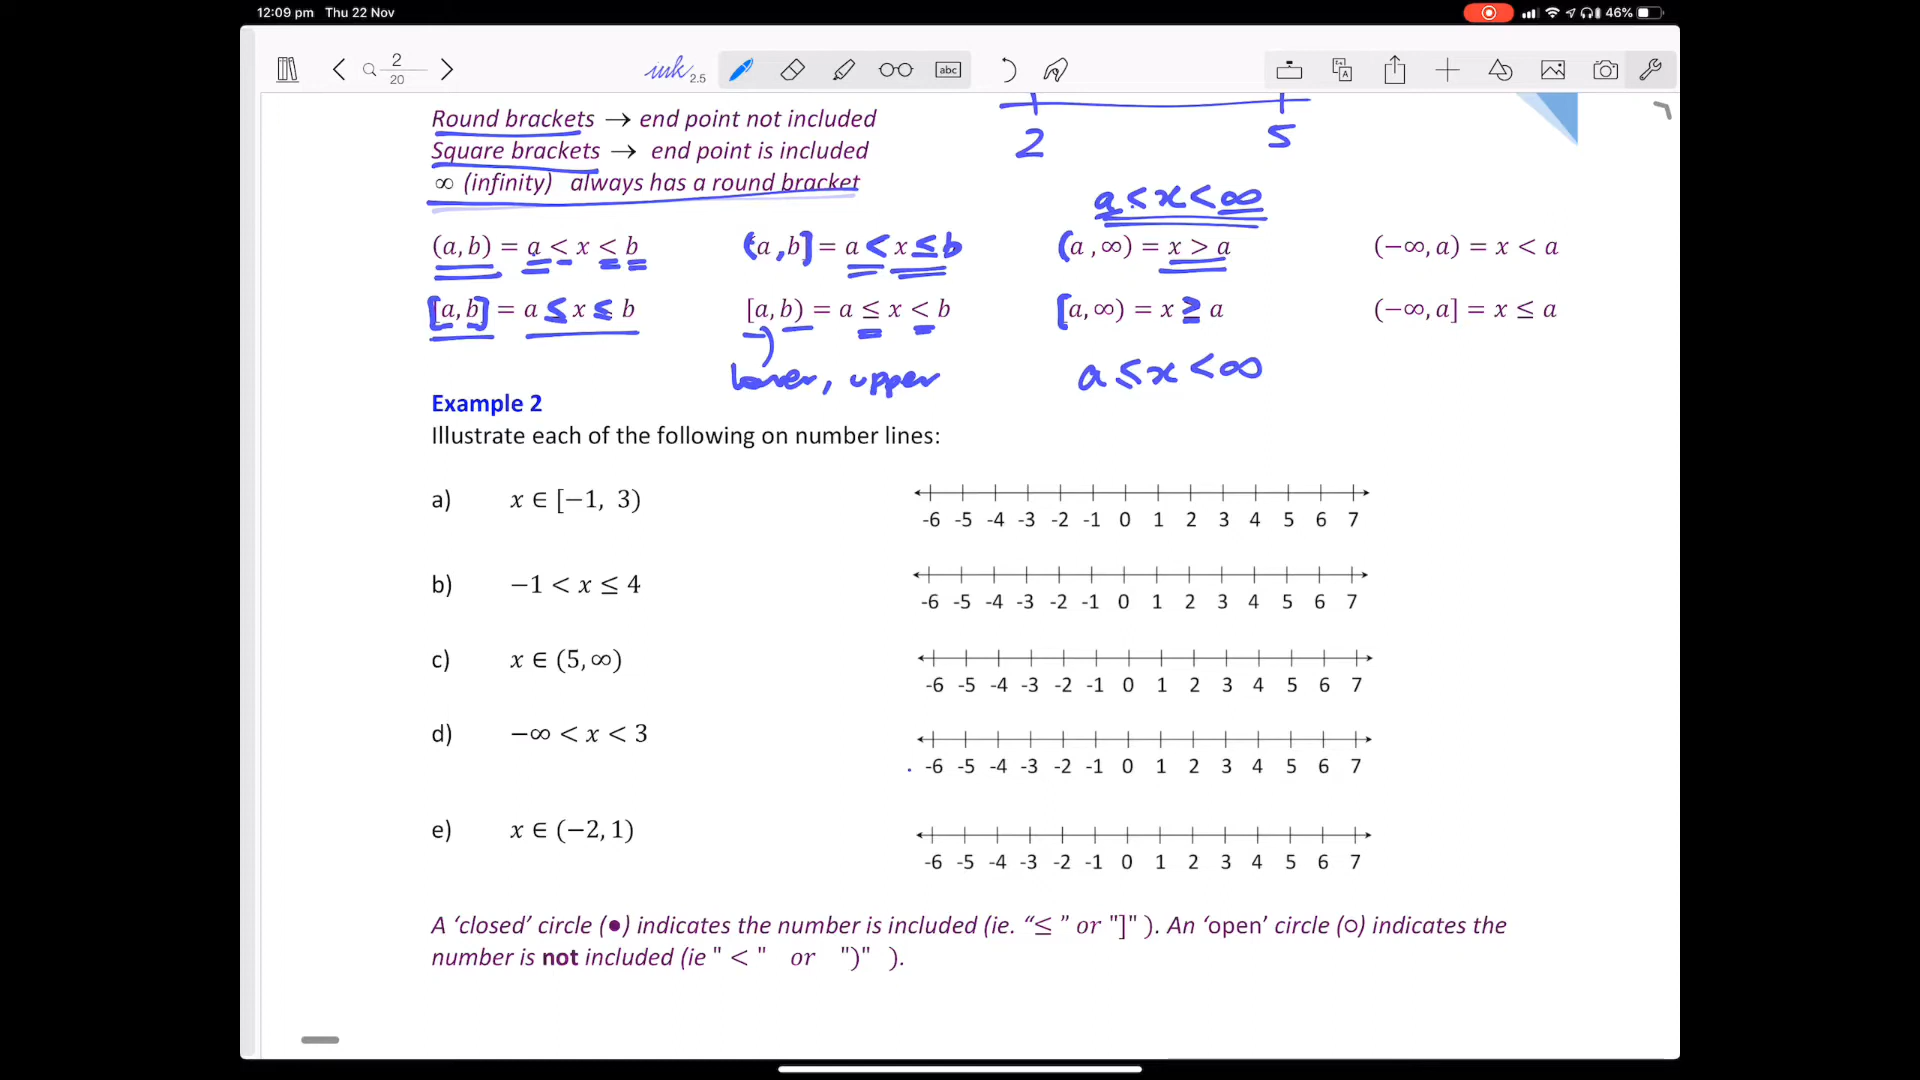 12:09 pm Thu 22 Nov
46%
2
20
ink 2.5
abc
Round brackets → end point not included
Square brackets → end point is included
∞ (infinity) always has a round bracket
2 5
a ≤ x < ∞
(a, b) = a < x < b
(a, b] = a < x ≤ b
(a, ∞) = x > a
(−∞, a) = x < a
[a, b] = a ≤ x ≤ b
[a, b) = a ≤ x < b
[a, ∞) = x ≥ a
(−∞, a] = x ≤ a
lower, upper
a ≤ x < ∞
Example 2
Illustrate each of the following on number lines:
a) x ∈ [−1, 3)
-6 -5 -4 -3 -2 -1 0 1 2 3 4 5 6 7
b) −1 < x ≤ 4
-6 -5 -4 -3 -2 -1 0 1 2 3 4 5 6 7
c) x ∈ (5, ∞)
-6 -5 -4 -3 -2 -1 0 1 2 3 4 5 6 7
d) −∞ < x < 3
-6 -5 -4 -3 -2 -1 0 1 2 3 4 5 6 7
e) x ∈ (−2, 1)
-6 -5 -4 -3 -2 -1 0 1 2 3 4 5 6 7
A ‘closed’ circle (●) indicates the number is included (ie. “≤ ” or "]" ). An ‘open’ circle (○) indicates the
number is not included (ie " < " or ")" ).